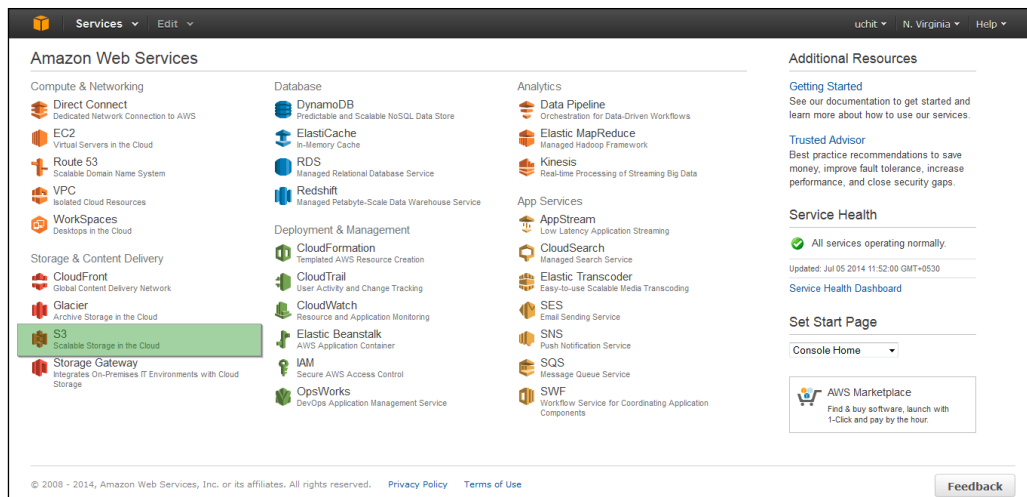 Services Edit uchit N. Virginia Help
Amazon Web Services
Compute & Networking
Direct Connect
Dedicated Network Connection to AWS
EC2
Virtual Servers in the Cloud
Route 53
Scalable Domain Name System
VPC
Isolated Cloud Resources
WorkSpaces
Desktops in the Cloud
Storage & Content Delivery
CloudFront
Global Content Delivery Network
Glacier
Archive Storage in the Cloud
S3
Scalable Storage in the Cloud
Storage Gateway
Integrates On-Premises IT Environments with Cloud
Storage
Database
DynamoDB
Predictable and Scalable NoSQL Data Store
ElastiCache
In-Memory Cache
RDS
Managed Relational Database Service
Redshift
Managed Petabyte-Scale Data Warehouse Service
Deployment & Management
CloudFormation
Templated AWS Resource Creation
CloudTrail
User Activity and Change Tracking
CloudWatch
Resource and Application Monitoring
Elastic Beanstalk
AWS Application Container
IAM
Secure AWS Access Control
OpsWorks
DevOps Application Management Service
Analytics
Data Pipeline
Orchestration for Data-Driven Workflows
Elastic MapReduce
Managed Hadoop Framework
Kinesis
Real-time Processing of Streaming Big Data
App Services
AppStream
Low Latency Application Streaming
CloudSearch
Managed Search Service
Elastic Transcoder
Easy-to-use Scalable Media Transcoding
SES
Email Sending Service
SNS
Push Notification Service
SQS
Message Queue Service
SWF
Workflow Service for Coordinating Application
Components
Additional Resources
Getting Started
See our documentation to get started and
learn more about how to use our services.
Trusted Advisor
Best practice recommendations to save
money, improve fault tolerance, increase
performance, and close security gaps.
Service Health
All services operating normally.
Updated: Jul 05 2014 11:52:00 GMT+0530
Service Health Dashboard
Set Start Page
Console Home
AWS Marketplace
Find & buy software, launch with
1-Click and pay by the hour.
© 2008 - 2014, Amazon Web Services, Inc. or its affiliates. All rights reserved. Privacy Policy Terms of Use
Feedback